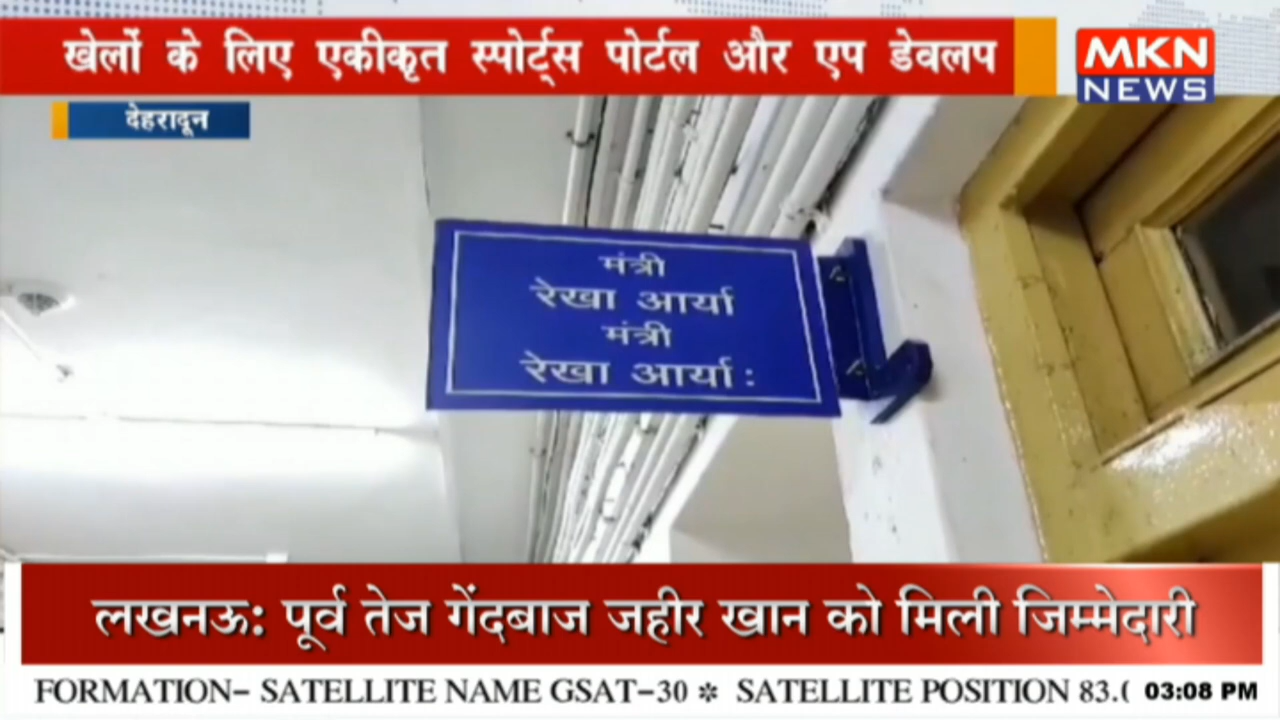 खेलों के लिए एकीकृत स्पोर्ट्स पोर्टल और एप डेवलप
MKN
NEWS
देहरादून
मंत्री
रेखा आर्या
मंत्री
रेखा आर्या:
लखनऊ: पूर्व तेज गेंदबाज जहीर खान को मिली जिम्मेदारी
FORMATION- SATELLITE NAME GSAT-30 * SATELLITE POSITION 83.( 03:08 PM